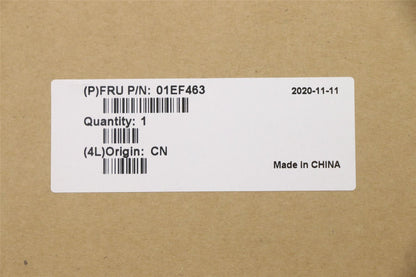 (P)FRU P/N: 01EF463
2020-11-11
Quantity: 1
(4L)Origin: CN
Made in CHINA